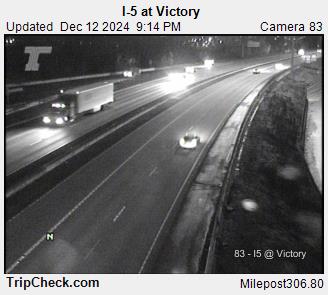 I-5 at Victory
Updated  Dec 12 2024  9:14 PM
Camera 83
T
N
83 - I5 @ Victory
TripCheck.com
Milepost306.80